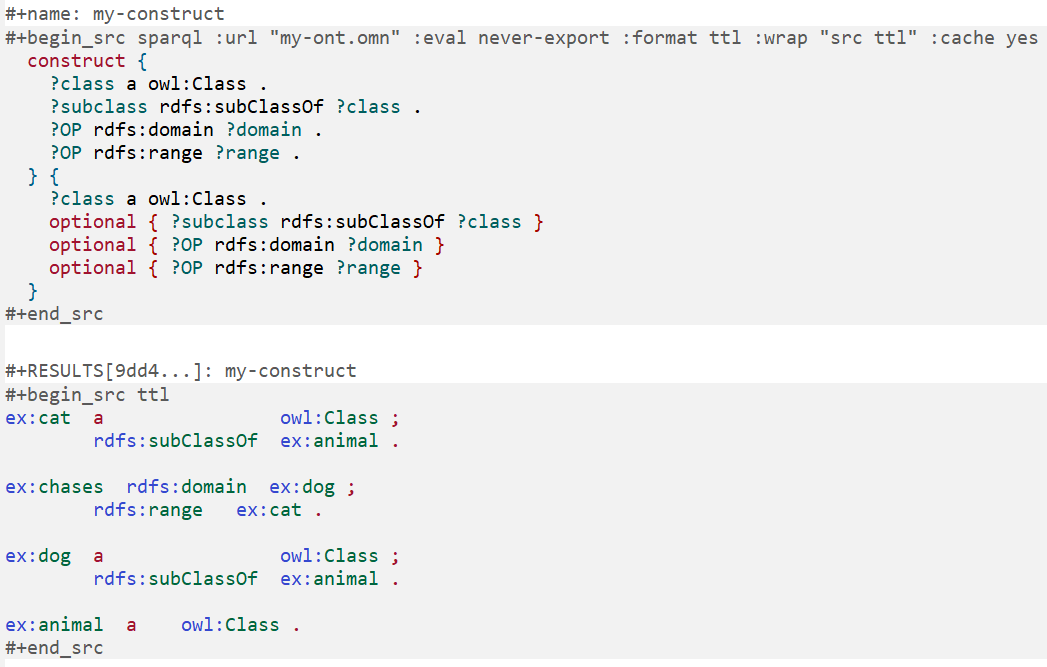 #+name: my-construct
#+begin_src sparql :url "my-ont.omn" :eval never-export :format ttl :wrap "src ttl" :cache yes
  construct {
    ?class a owl:Class .
    ?subclass rdfs:subClassOf ?class .
    ?OP rdfs:domain ?domain .
    ?OP rdfs:range ?range .
  } {
    ?class a owl:Class .
    optional { ?subclass rdfs:subClassOf ?class }
    optional { ?OP rdfs:domain ?domain }
    optional { ?OP rdfs:range ?range }
  }
#+end_src

#+RESULTS[9dd4...]: my-construct
#+begin_src ttl
ex:cat  a                owl:Class ;
        rdfs:subClassOf  ex:animal .

ex:chases  rdfs:domain  ex:dog ;
        rdfs:range   ex:cat .

ex:dog  a                owl:Class ;
        rdfs:subClassOf  ex:animal .

ex:animal  a    owl:Class .
#+end_src